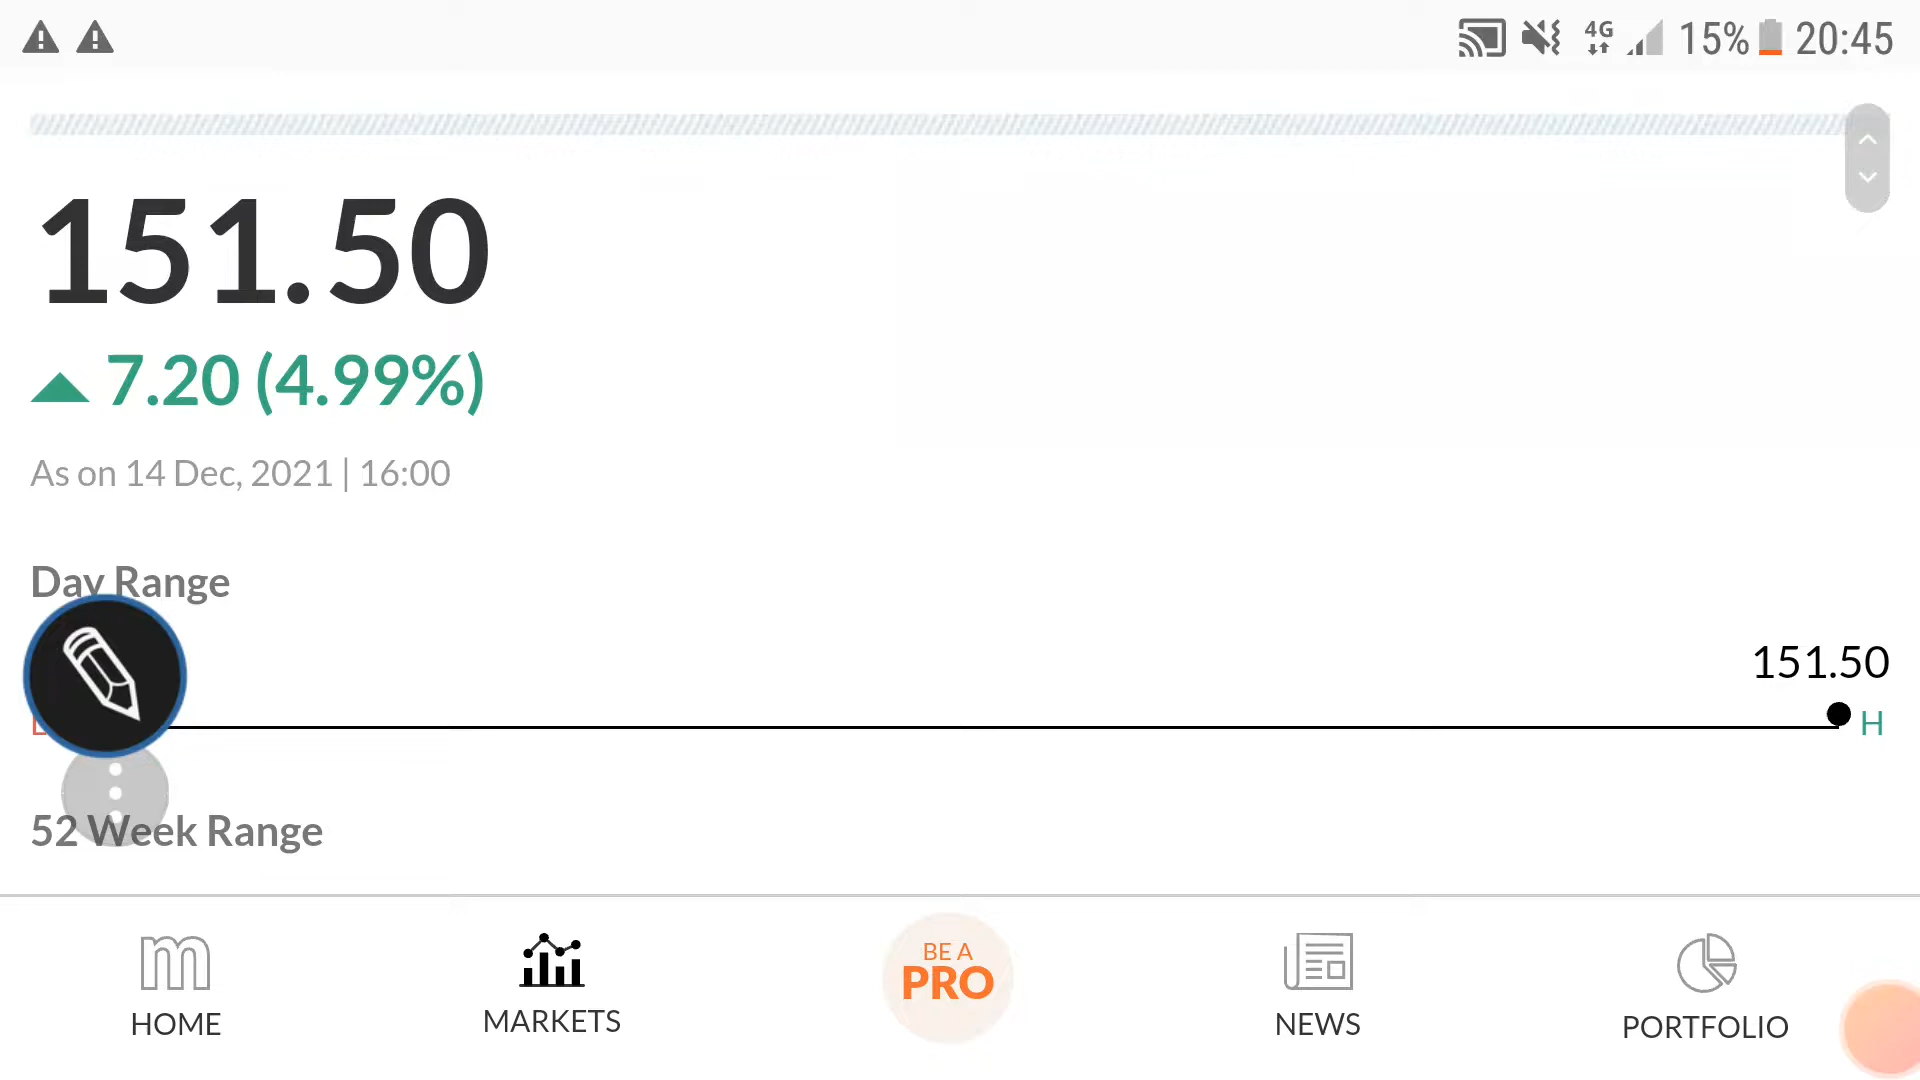 4G 15% 20:45
151.50
7.20 (4.99%)
As on 14 Dec, 2021 | 16:00
Day Range
151.50
L H
52 Week Range
m
BE A
PRO
HOME MARKETS NEWS PORTFOLIO